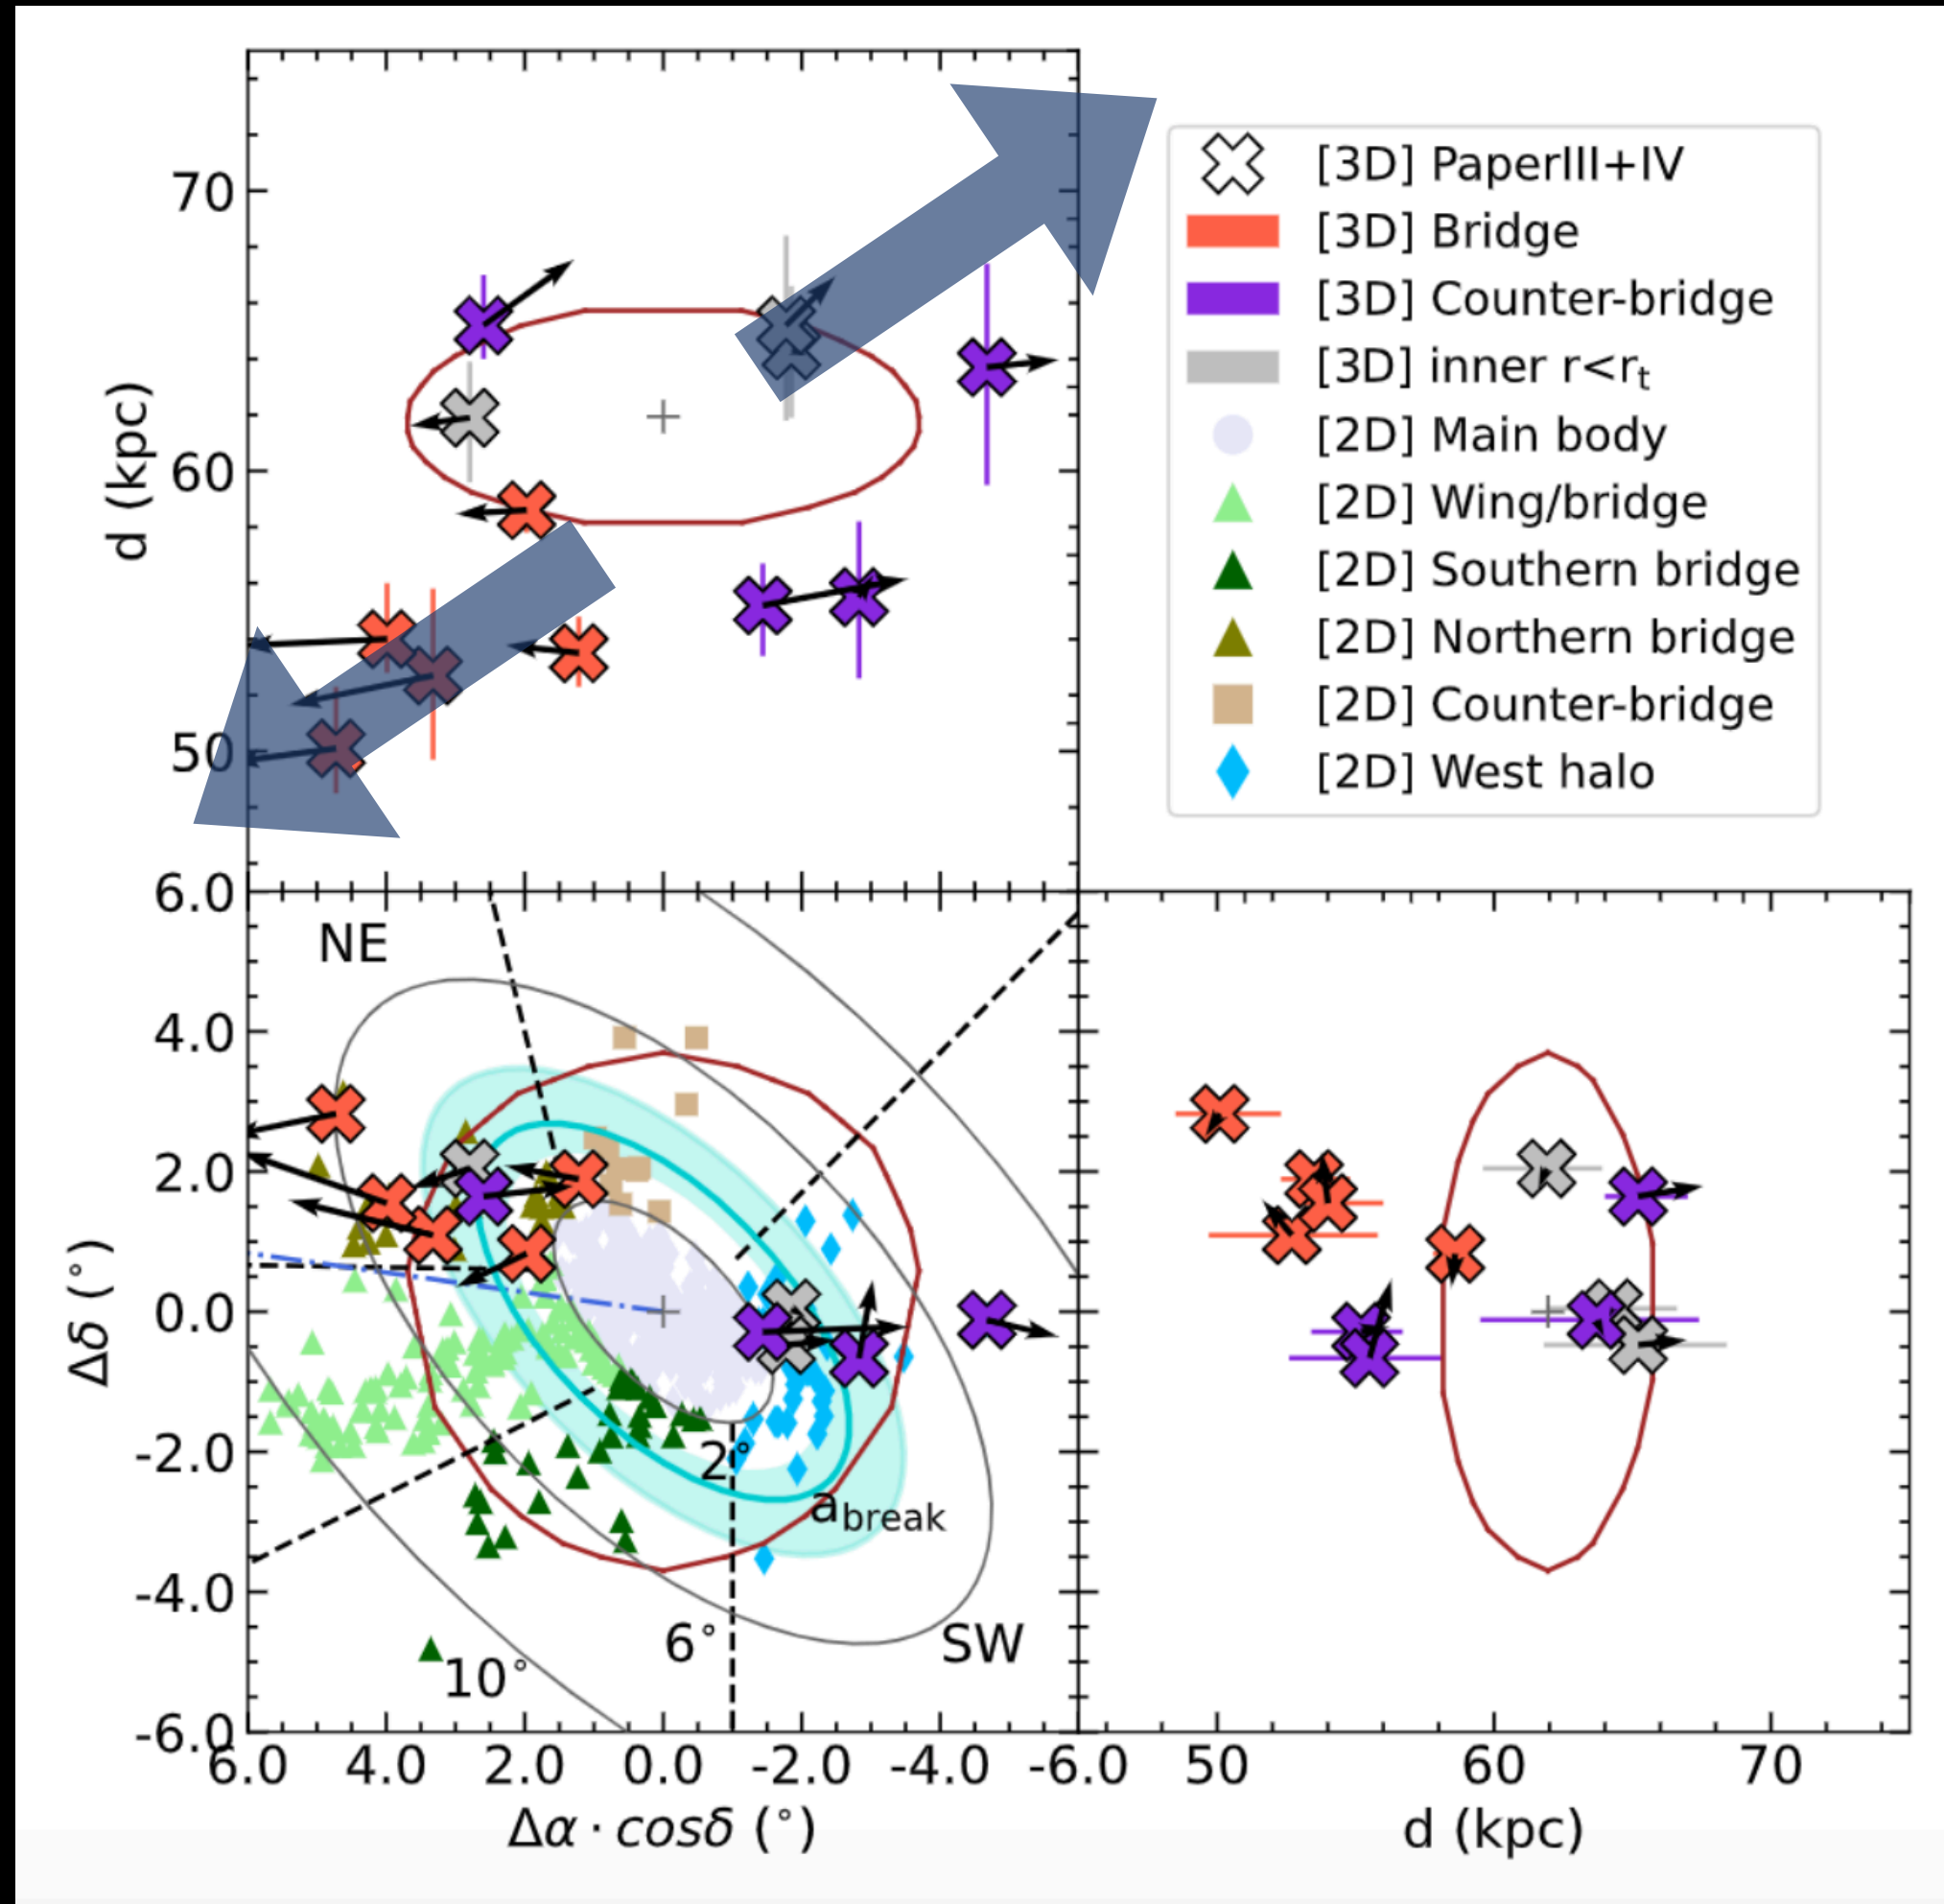 70
60
50
d (kpc)
[3D] PaperIII+IV
[3D] Bridge
[3D] Counter-bridge
[3D] inner r<rt
[2D] Main body
[2D] Wing/bridge
[2D] Southern bridge
[2D] Northern bridge
[2D] Counter-bridge
[2D] West halo
6.0
4.0
2.0
0.0
-2.0
-4.0
-6.0
Δδ (°)
NE
2°
abreak
6°
SW
10°
6.0 4.0 2.0 0.0 -2.0 -4.0 -6.0
Δα · cosδ (°)
50 60 70
d (kpc)